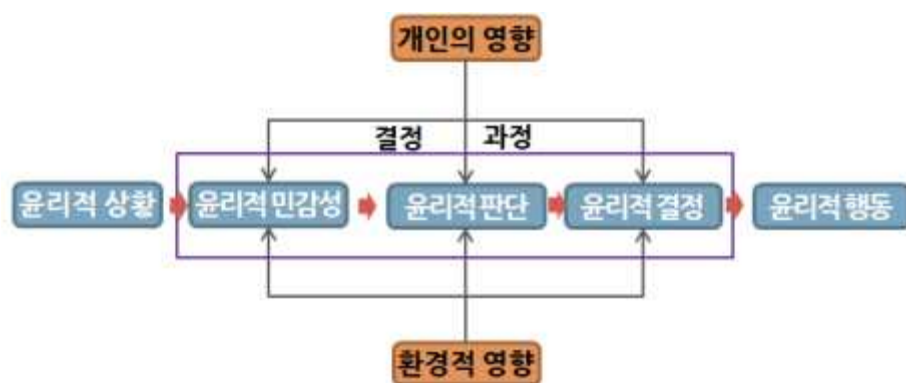 개인의 영향
결정 과정
윤리적 상황 윤리적 민감성 윤리적 판단 윤리적 결정 윤리적 행동
환경적 영향